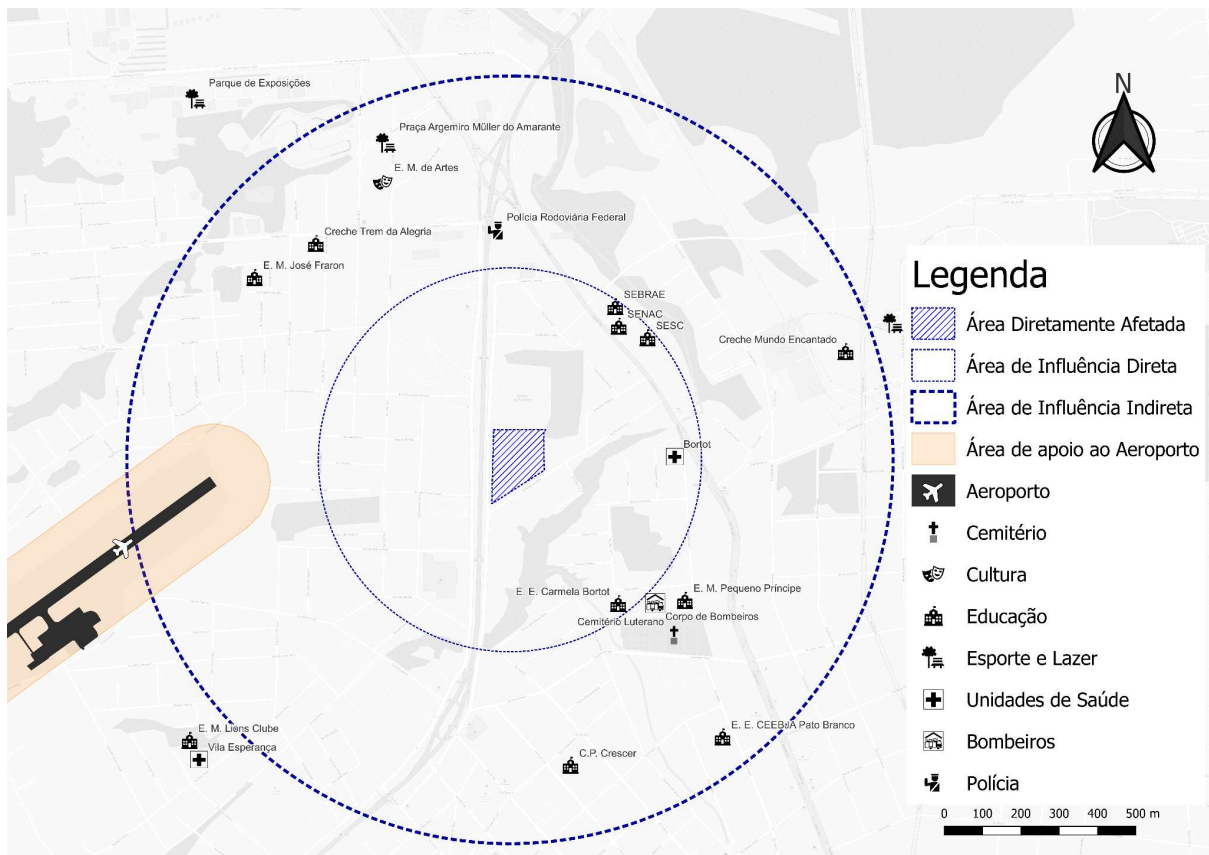 Parque de Exposições
Praça Argemiro Müller do Amarante
E. M. de Artes
Polícia Rodoviária Federal
Creche Trem da Alegria
E. M. José Fraron
SEBRAE
SENAC
SESC
Creche Mundo Encantado
Bortot
E. E. Carmela Bortot
E. M. Pequeno Príncipe
Cemitério Luterano
Corpo de Bombeiros
E. M. Lions Clube
Vila Esperança
E. E. CEEBJA Pato Branco
C.P. Crescer
N
Legenda
Área Diretamente Afetada
Área de Influência Direta
Área de Influência Indireta
Área de apoio ao Aeroporto
Aeroporto
Cemitério
Cultura
Educação
Esporte e Lazer
Unidades de Saúde
Bombeiros
Polícia
0 100 200 300 400 500 m